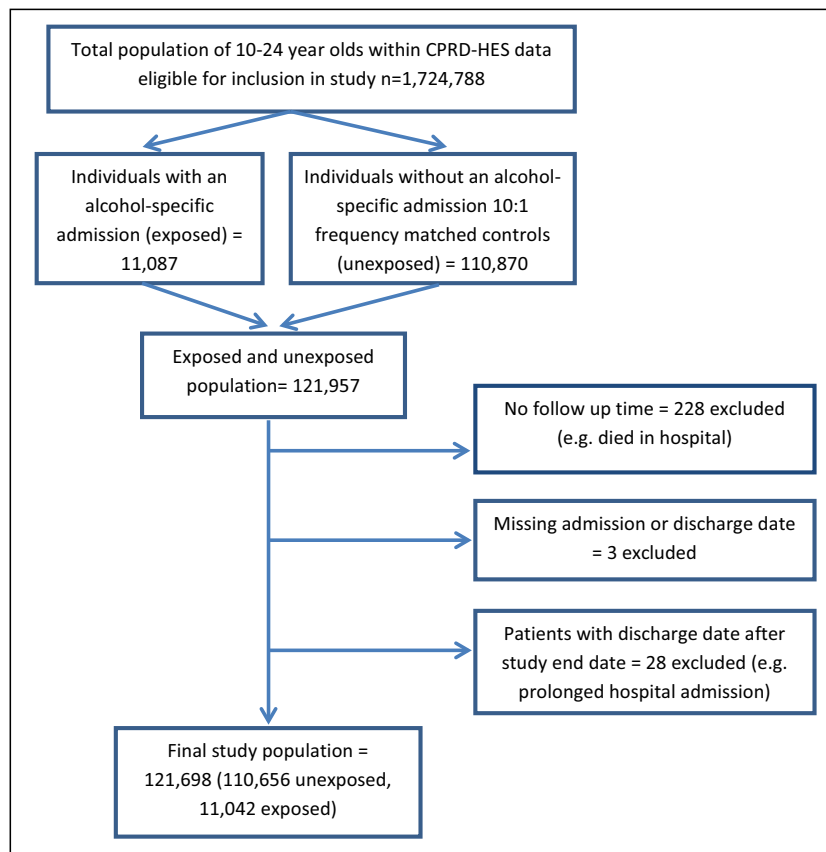 Total population of 10-24 year olds within CPRD-HES data
eligible for inclusion in study n=1,724,788
Individuals with an
alcohol-specific
admission (exposed) =
11,087
Individuals without an alcohol-
specific admission 10:1
frequency matched controls
(unexposed) = 110,870
Exposed and unexposed
population= 121,957
No follow up time = 228 excluded
(e.g. died in hospital)
Missing admission or discharge date
= 3 excluded
Patients with discharge date after
study end date = 28 excluded (e.g.
prolonged hospital admission)
Final study population =
121,698 (110,656 unexposed,
11,042 exposed)